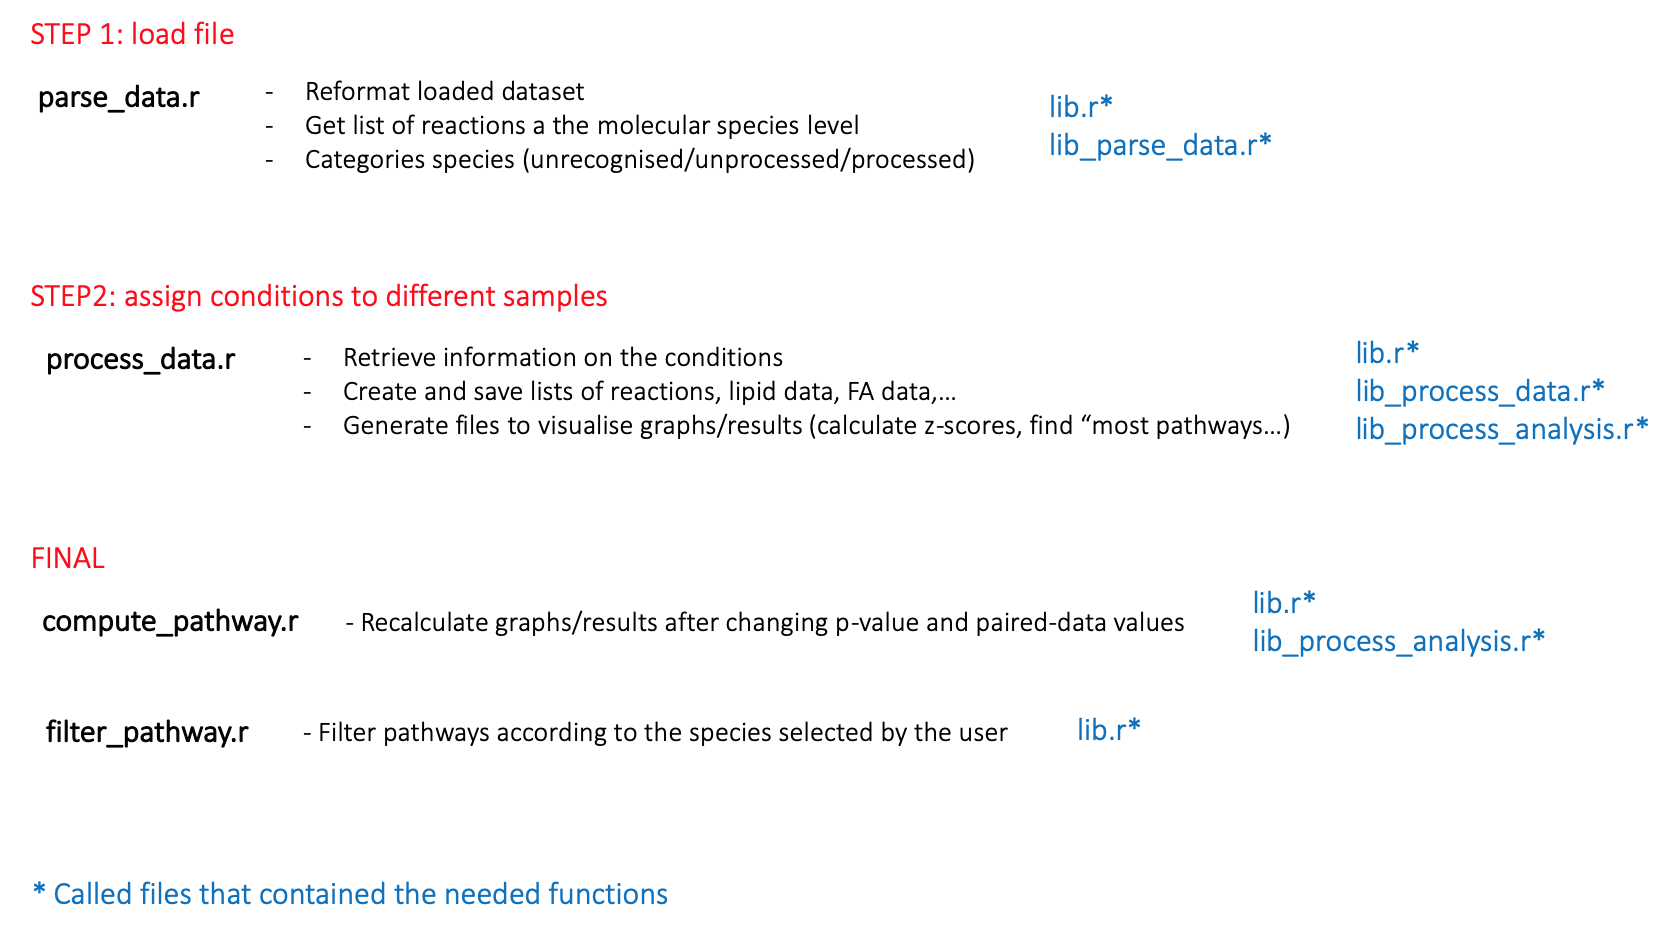 STEP 1: load file
parse_data.r
- Reformat loaded dataset
- Get list of reactions a the molecular species level
- Categories species (unrecognised/unprocessed/processed)
lib.r*
lib_parse_data.r*
STEP2: assign conditions to different samples
process_data.r
- Retrieve information on the conditions
- Create and save lists of reactions, lipid data, FA data,...
- Generate files to visualise graphs/results (calculate z-scores, find “most pathways…)
lib.r*
lib_process_data.r*
lib_process_analysis.r*
FINAL
compute_pathway.r
- Recalculate graphs/results after changing p-value and paired-data values
lib.r*
lib_process_analysis.r*
filter_pathway.r
- Filter pathways according to the species selected by the user
lib.r*
* Called files that contained the needed functions